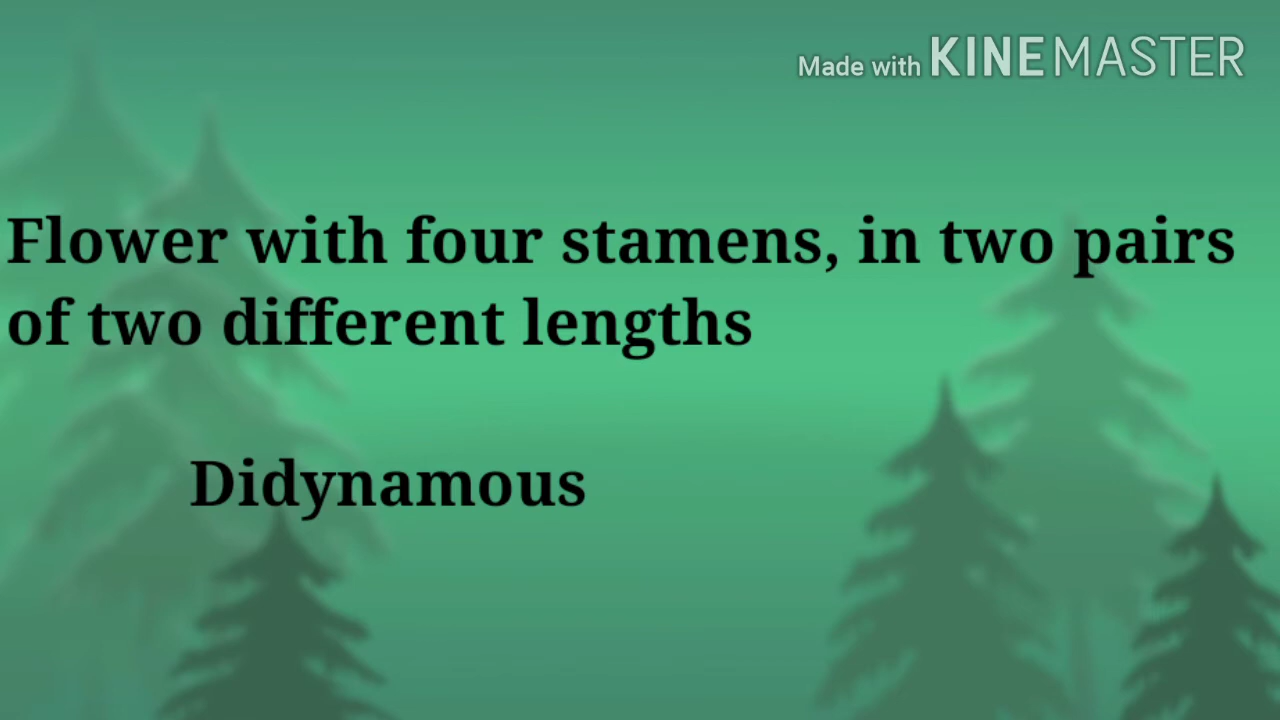 Made with KINEMASTER
Flower with four stamens, in two pairs
of two different lengths
Didynamous